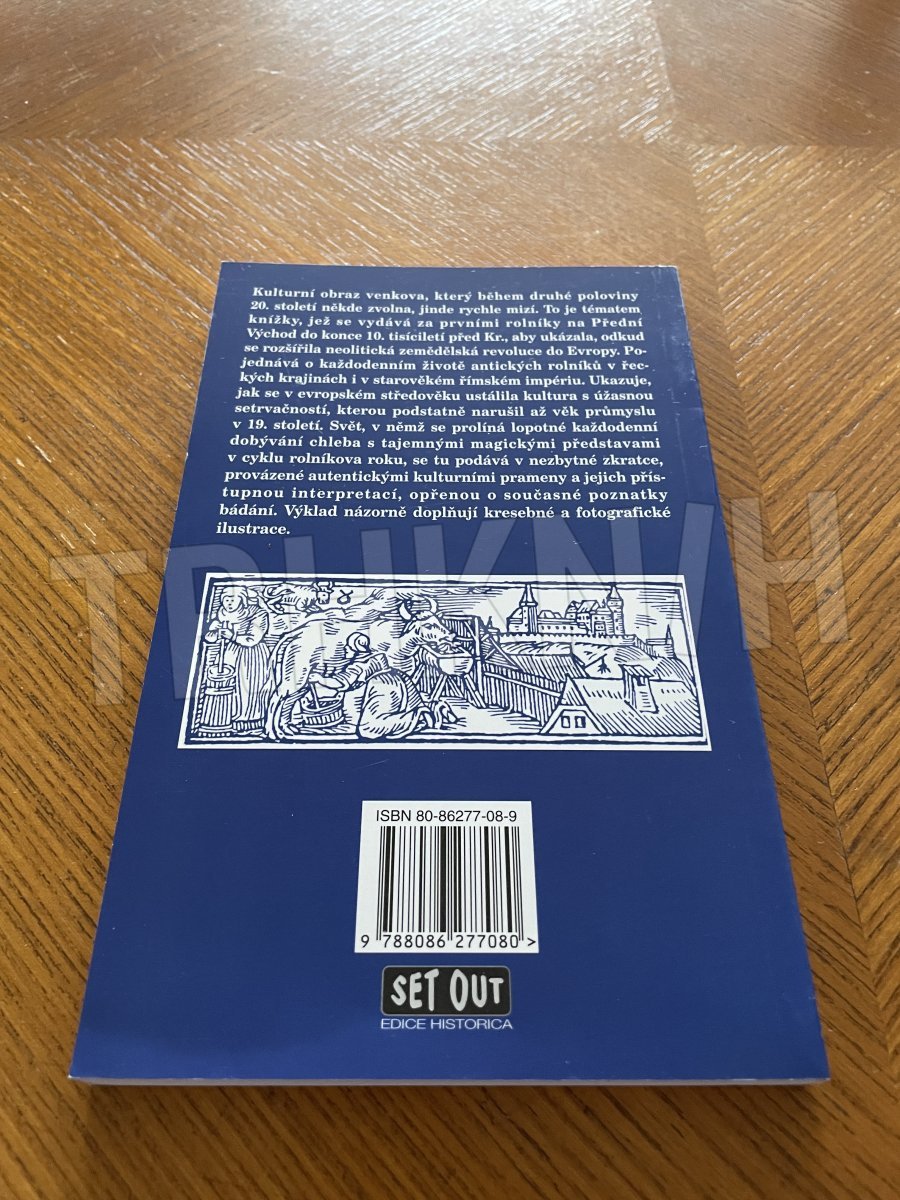 Kulturní obraz venkova, který během druhé poloviny
20. století někde zvolna, jinde rychle mizí. To je tématem
knížky, jež se vydává za prvními rolníky na Přední
Východ do konce 10. tisíciletí před Kr., aby ukázala, odkud
se rozšířila neolitická zemědělská revoluce do Evropy. Po-
jednává o každodenním životě antických rolníků v řec-
kých krajinách i v starověkém římském impériu. Ukazuje,
jak se v evropském středověku ustálila kultura s úžasnou
setrvačností, kterou podstatně narušil až věk průmyslu
v 19. století. Svět, v němž se prolíná lopotné každodenní
dobývání chleba s tajemnými magickými představami
v cyklu rolníkova roku, se tu podává v nezbytné zkratce,
provázené autentickými kulturními prameny a jejich přís-
tupnou interpretací, opřenou o současné poznatky
bádání. Výklad názorně doplňují kresebné a fotografické
ilustrace.
TRHKNIH
ISBN 80-86277-08-9
9 788086 277080 >
SET OUT
EDICE HISTORICA